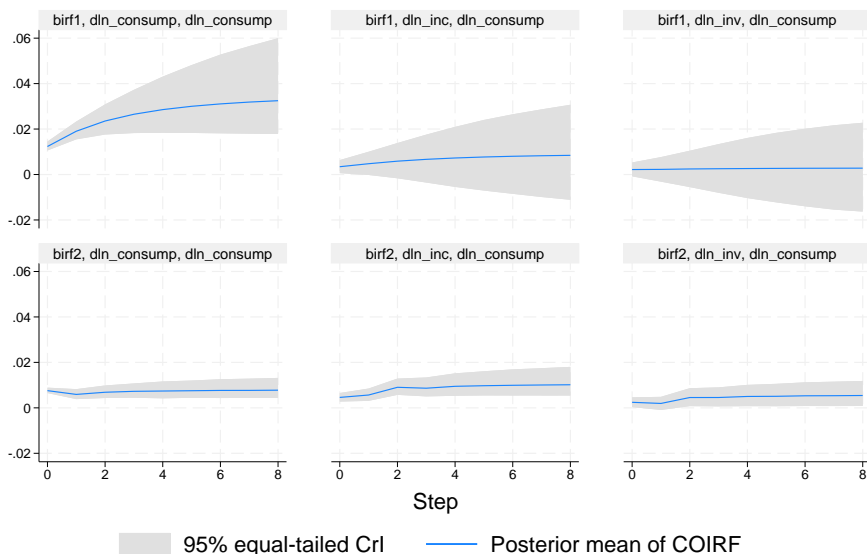 birf1, dln_consump, dln_consump
birf1, dln_inc, dln_consump
birf1, dln_inv, dln_consump
.06
.04
.02
0
-.02
birf2, dln_consump, dln_consump
birf2, dln_inc, dln_consump
birf2, dln_inv, dln_consump
.06
.04
.02
0
-.02
0 2 4 6 8
0 2 4 6 8
0 2 4 6 8
Step
95% equal-tailed CrI
Posterior mean of COIRF